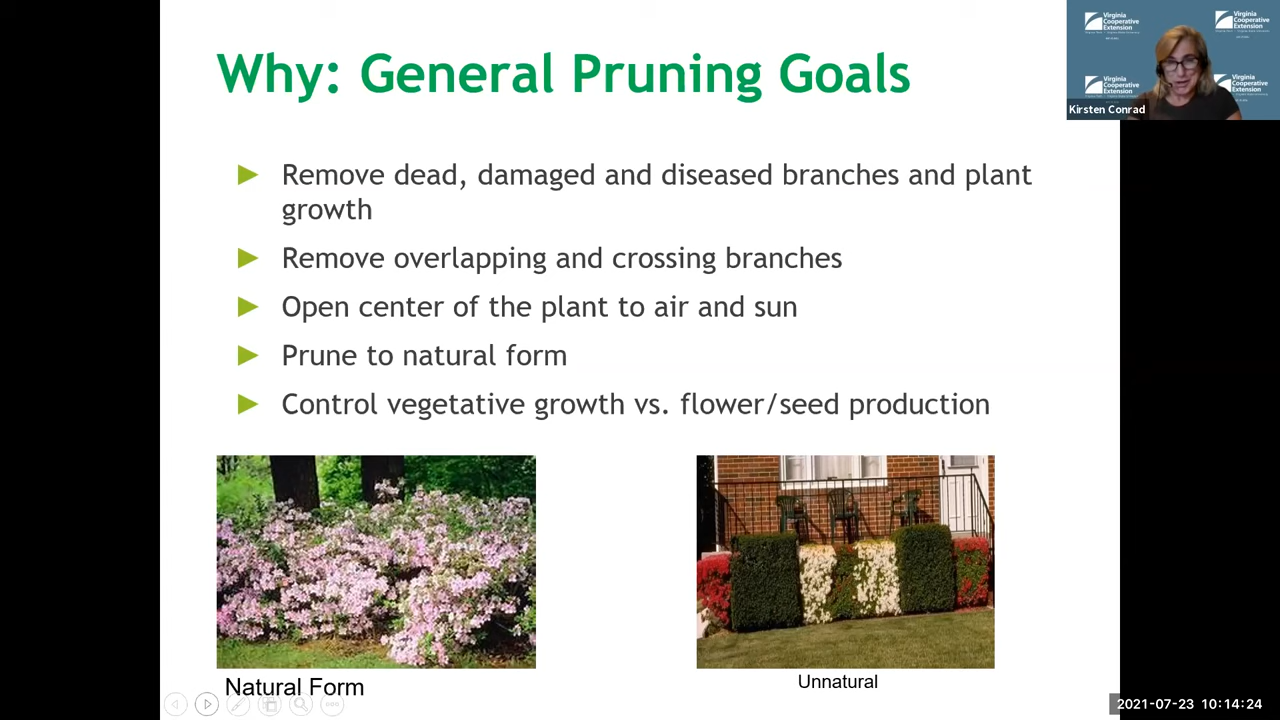 Why: General Pruning Goals
Remove dead, damaged and diseased branches and plant
growth
Remove overlapping and crossing branches
Open center of the plant to air and sun
Prune to natural form
Control vegetative growth vs. flower/seed production
Natural Form
Unnatural
Virginia
Cooperative
Extension
Virginia
Cooperative
Extension
Virginia
Cooperative
Extension
Virginia
Cooperative
Extension
Kirsten Conrad
2021-07-23 10:14:24